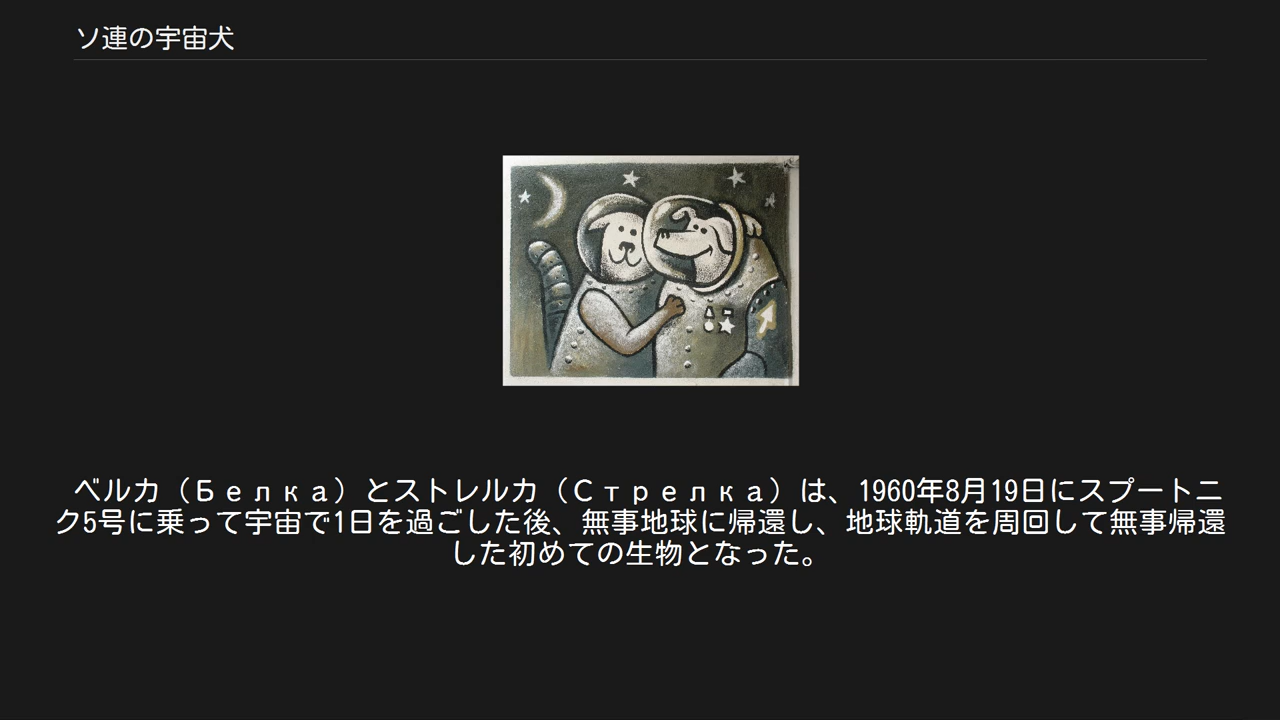 ソ連の宇宙犬
ベルカ（Белка）とストレルカ（Стрелка）は、1960年8月19日にスプートニ
ク5号に乗って宇宙で1日を過ごした後、無事地球に帰還し、地球軌道を周回して無事帰還
した初めての生物となった。